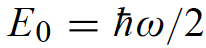 E₀ = ℏω/2